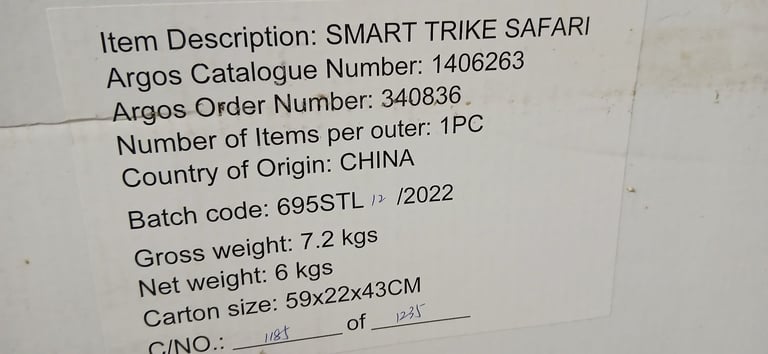 Item Description: SMART TRIKE SAFARI
Argos Catalogue Number: 1406263
Argos Order Number: 340836
Number of Items per outer: 1PC
Country of Origin: CHINA
Batch code: 695STL 12 /2022
Gross weight: 7.2 kgs
Net weight: 6 kgs
Carton size: 59x22x43CM
C/NO.: 1185 of 1235